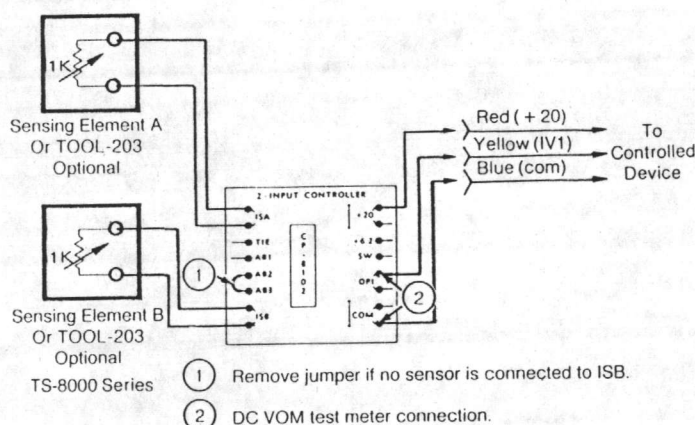 1K
Sensing Element A
Or TOOL-203
Optional
1K
Sensing Element B
Or TOOL-203
Optional
TS-8000 Series
2-INPUT CONTROLLER
ISA
TIE
AB1
AB2
AB3
ISB
CP-8102
+20
+6.2
SW
OP1
COM
1
2
Red (+20)
Yellow (IV1)
Blue (com)
To
Controlled
Device
1 Remove jumper if no sensor is connected to ISB.
2 DC VOM test meter connection.